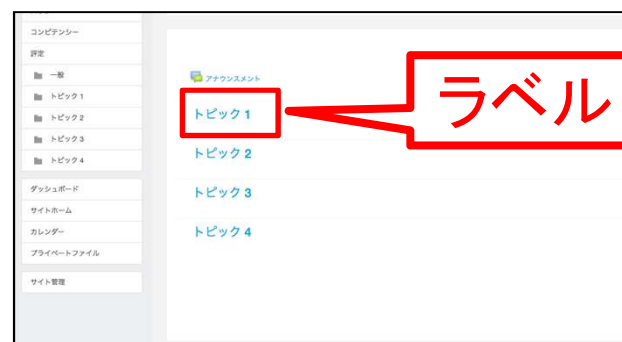 コンピテンシー
評定
一般
トピック 1
トピック 2
トピック 3
トピック 4
ダッシュボード
サイトホーム
カレンダー
プライベートファイル
サイト管理
アナウンスメント
トピック 1
トピック 2
トピック 3
トピック 4
ラベル